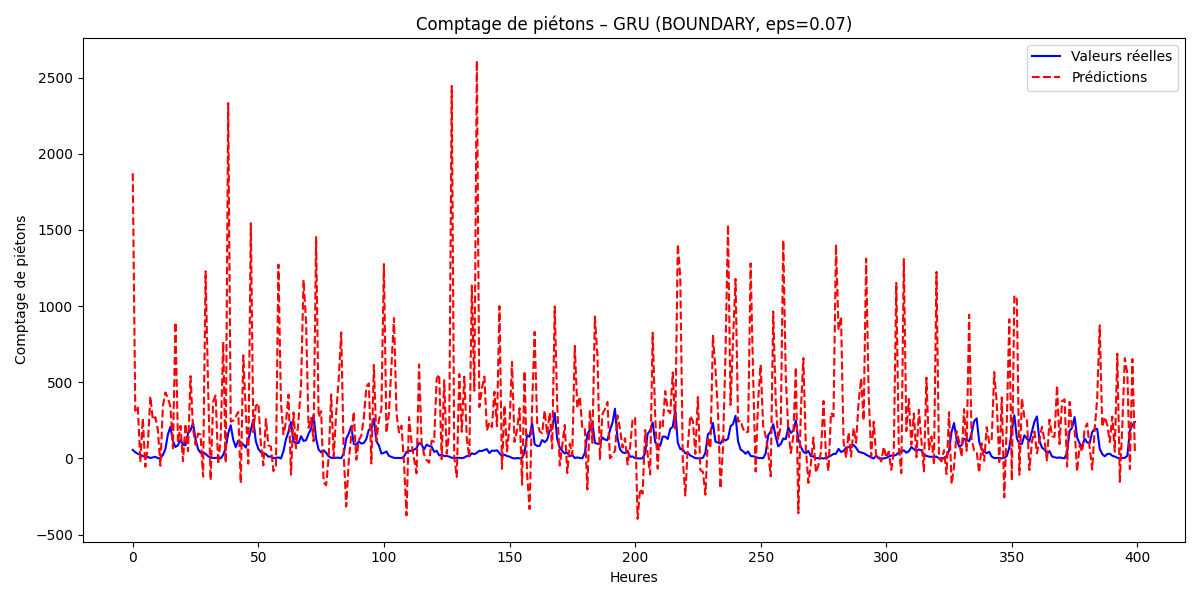 Comptage de piétons – GRU (BOUNDARY, eps=0.07)
Valeurs réelles
Prédictions
Comptage de piétons
2500
2000
1500
1000
500
0
−500
0 50 100 150 200 250 300 350 400
Heures